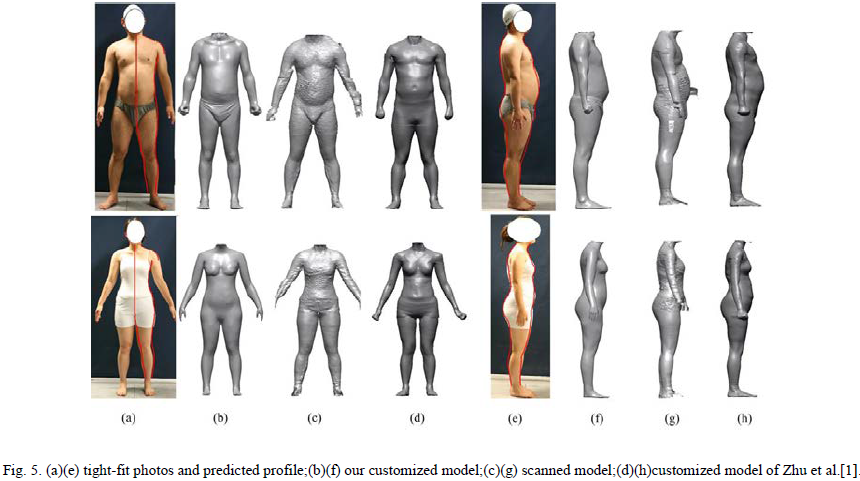 (a) (b) (c) (d) (e) (f) (g) (h)
Fig. 5. (a)(e) tight-fit photos and predicted profile;(b)(f) our customized model;(c)(g) scanned model;(d)(h)customized model of Zhu et al.[1].